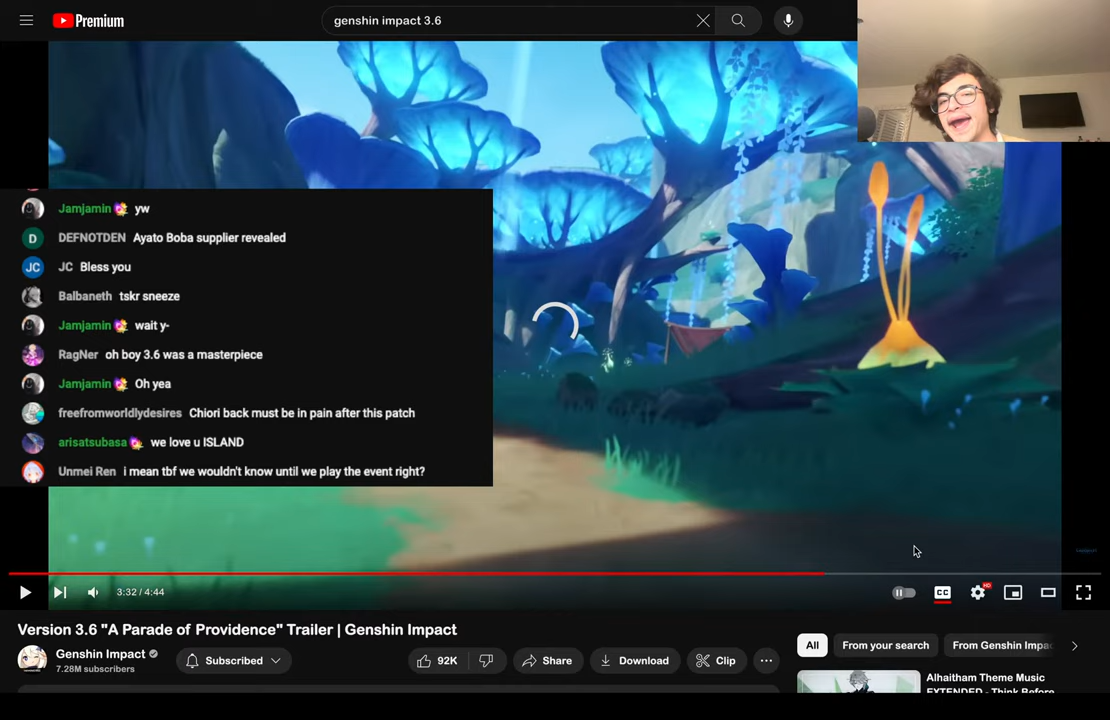 Premium
genshin impact 3.6
Jamjamin yw
D DEFNOTDEN Ayato Boba supplier revealed
JC JC Bless you
Balbaneth tskr sneeze
Jamjamin wait y-
RagNer oh boy 3.6 was a masterpiece
Jamjamin Oh yea
freefromworldlydesires Chiori back must be in pain after this patch
arisatsubasa we love u ISLAND
Unmei Ren i mean tbf we wouldn't know until we play the event right?
3:32 / 4:44
CC HD
Version 3.6 "A Parade of Providence" Trailer | Genshin Impact
Genshin Impact
7.28M subscribers
Subscribed
92K
Share
Download
Clip
All
From your search
From Genshin Impac
Alhaitham Theme Music
EXTENDED - Think Before